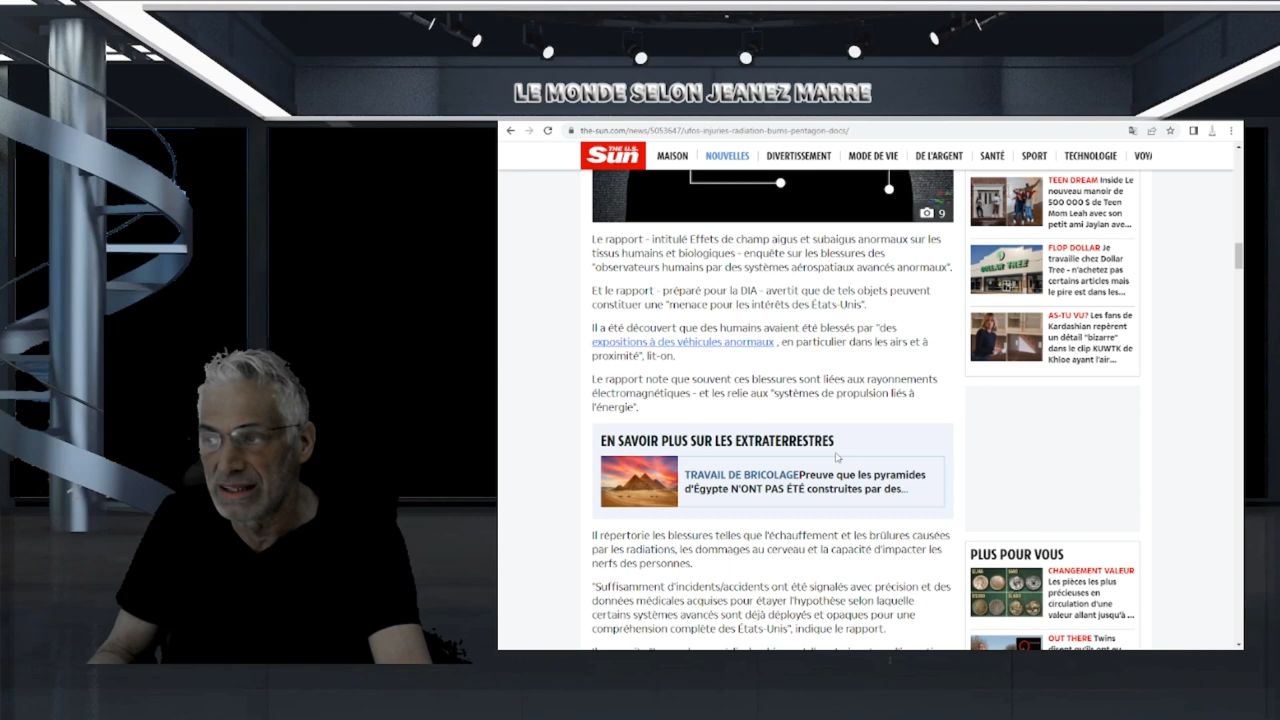 LE MONDE SELON JEANEZ MARRE
the-sun.com/news/5053647/ufos-injuries-radiation-burns-pentagon-docs/
THE U.S. Sun
MAISON
NOUVELLES
DIVERTISSEMENT
MODE DE VIE
DE L'ARGENT
SANTÉ
SPORT
TECHNOLOGIE
VOYA
9
Le rapport - intitulé Effets de champ aigus et subaigus anormaux sur les
tissus humains et biologiques - enquête sur les blessures des
"observateurs humains par des systèmes aérospatiaux avancés anormaux".
Et le rapport - préparé pour la DIA - avertit que de tels objets peuvent
constituer une "menace pour les intérêts des États-Unis".
Il a été découvert que des humains avaient été blessés par "des
expositions à des véhicules anormaux , en particulier dans les airs et à
proximité", lit-on.
Le rapport note que souvent ces blessures sont liées aux rayonnements
électromagnétiques - et les relie aux "systèmes de propulsion liés à
l'énergie".
EN SAVOIR PLUS SUR LES EXTRATERRESTRES
TRAVAIL DE BRICOLAGEPreuve que les pyramides
d'Égypte N'ONT PAS ÉTÉ construites par des...
Il répertorie les blessures telles que l'échauffement et les brûlures causées
par les radiations, les dommages au cerveau et la capacité d'impacter les
nerfs des personnes.
"Suffisamment d'incidents/accidents ont été signalés avec précision et des
données médicales acquises pour étayer l'hypothèse selon laquelle
certains systèmes avancés sont déjà déployés et opaques pour une
compréhension complète des États-Unis", indique le rapport.
TEEN DREAM Inside Le
nouveau manoir de
500 000 $ de Teen
Mom Leah avec son
petit ami Jaylan ave...
DOLLAR TREE
FLOP DOLLAR Je
travaille chez Dollar
Tree - n'achetez pas
certains articles mais
le pire est dans les...
AS-TU VU? Les fans de
Kardashian repèrent
un détail "bizarre"
dans le clip KUWTK de
Khloe ayant l'air...
PLUS POUR VOUS
CHANGEMENT VALEUR
Les pièces les plus
précieuses en
circulation d'une
valeur allant jusqu'à ...
OUT THERE Twins